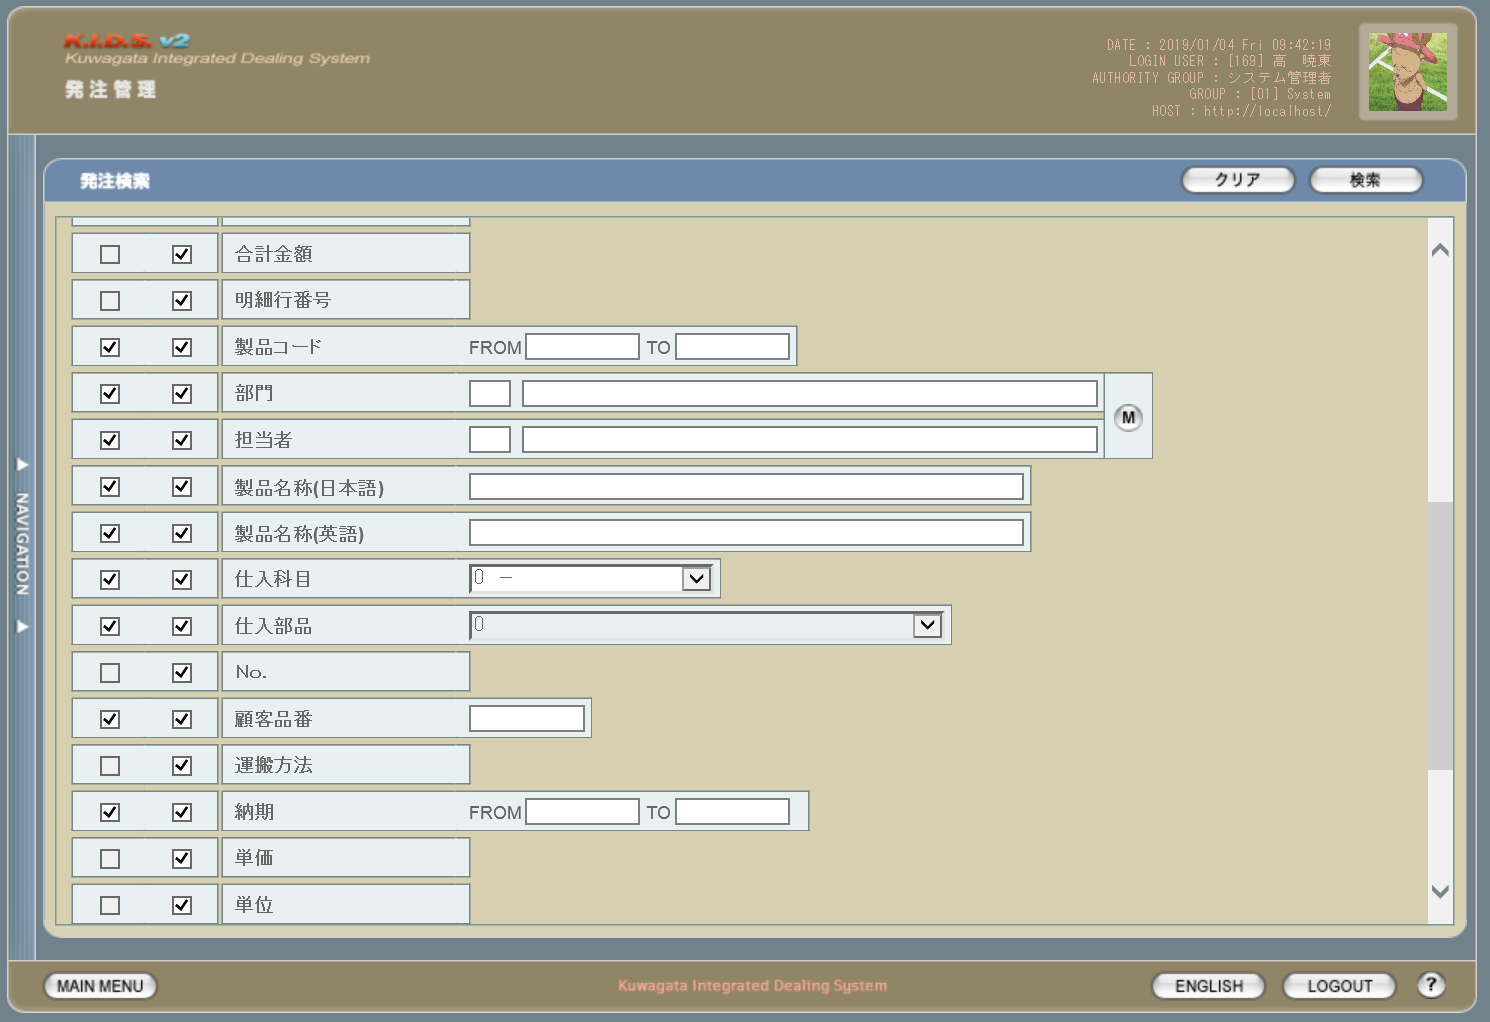 K.I.D.S. v2
Kuwagata Integrated Dealing System
発注管理
DATE : 2019/01/04 Fri 09:42:19
LOGIN USER : [169] 高 暁東
AUTHORITY GROUP : システム管理者
GROUP : [01] System
HOST : http://localhost/
発注検索
クリア 検索
合計金額
明細行番号
製品コード FROM TO
部門
M
担当者
製品名称(日本語)
製品名称(英語)
仕入科目 0 －
仕入部品 0
No.
顧客品番
運搬方法
納期 FROM TO
単価
単位
NAVIGATION
MAIN MENU Kuwagata Integrated Dealing System ENGLISH LOGOUT ?